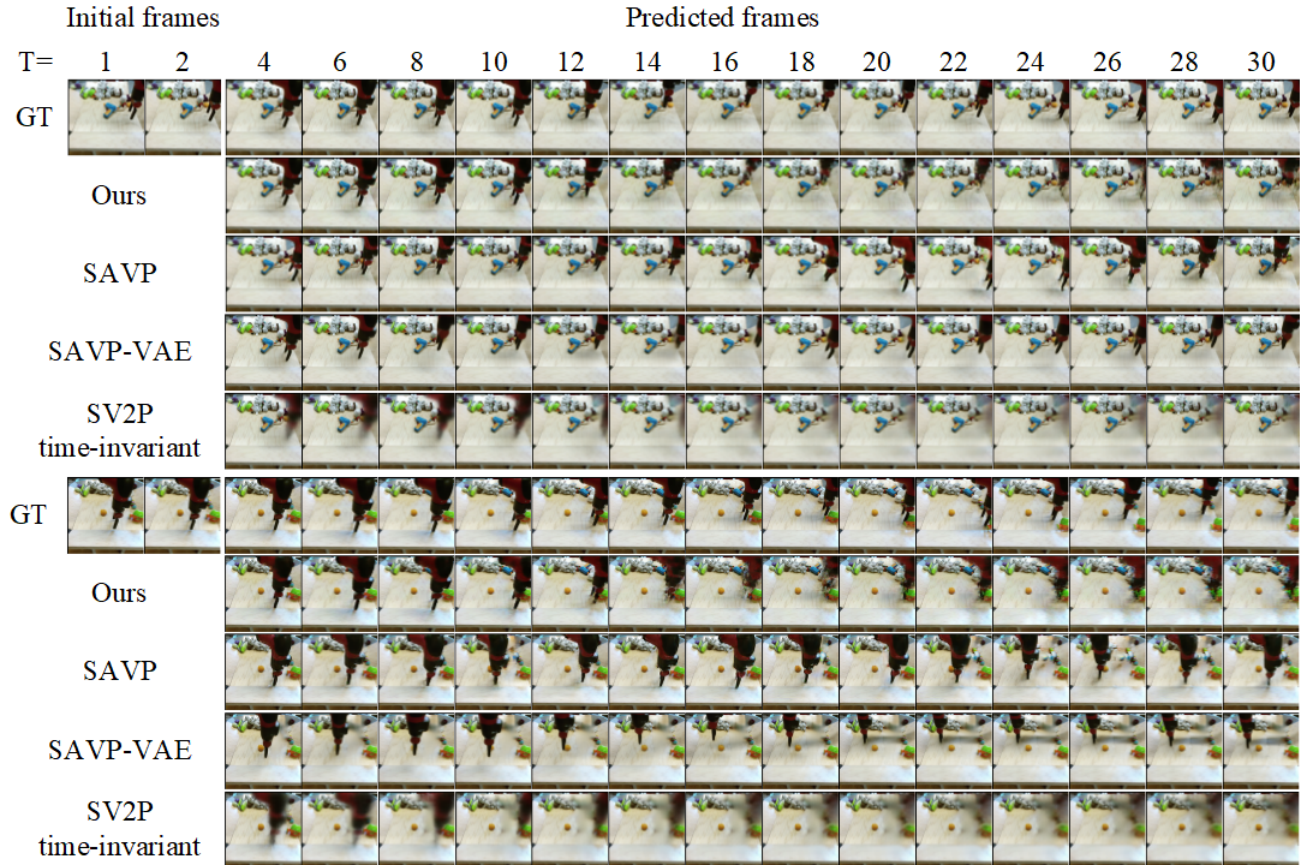 Initial frames Predicted frames
T= 1 2 4 6 8 10 12 14 16 18 20 22 24 26 28 30
GT
Ours
SAVP
SAVP-VAE
SV2P
time-invariant
GT
Ours
SAVP
SAVP-VAE
SV2P
time-invariant